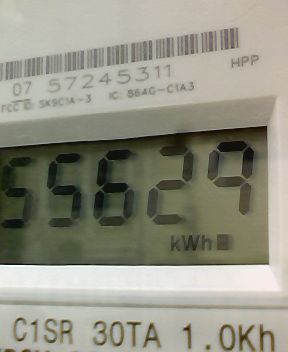 07 57245311
HPP
FCC ID: SK9C1A-3 IC: 864G-C1A3
55629
kWh
C1SR 30TA 1.0Kh